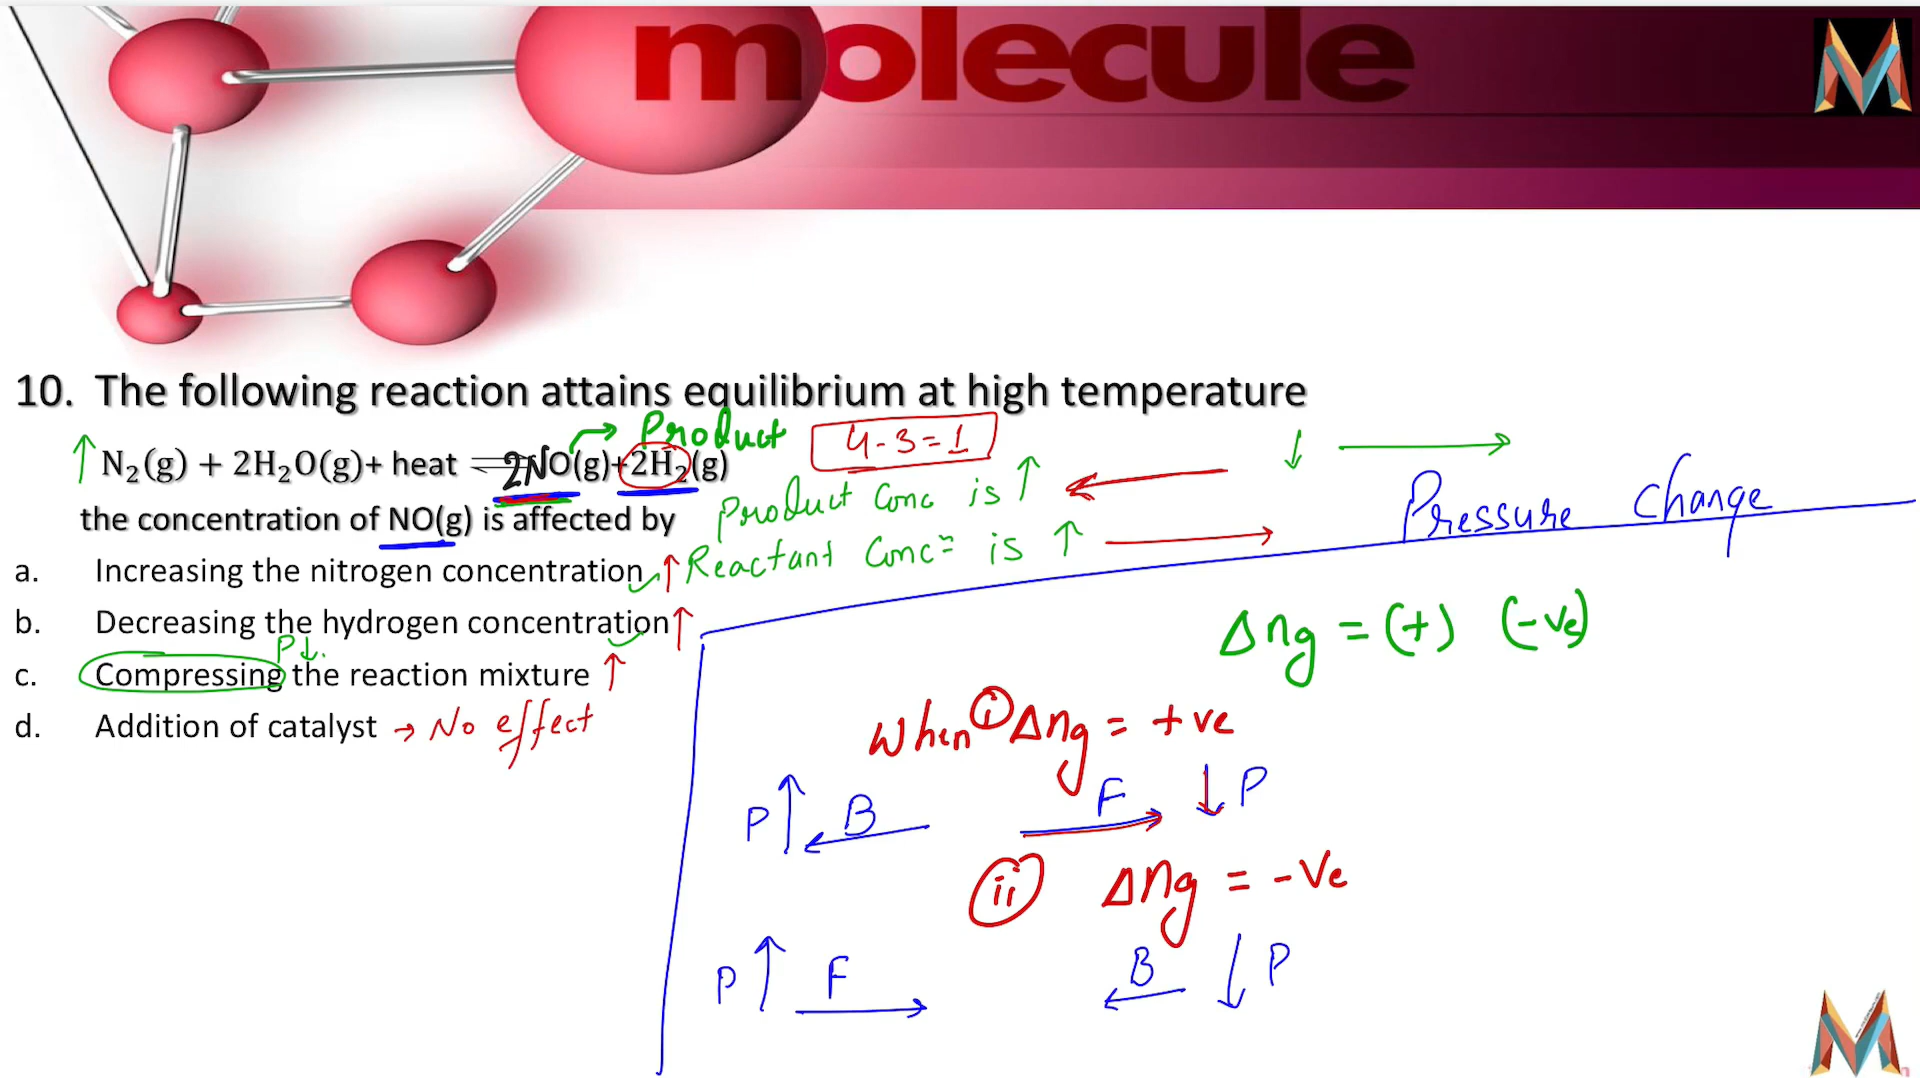 molecule
10. The following reaction attains equilibrium at high temperature
→ Product
4-3=1
↓ →
↑ N₂(g) + 2H₂O(g)+ heat ⇌ 2NO(g)+2H₂(g)
Product Conc is ↑ ←
Pressure Change
the concentration of NO(g) is affected by
Reactant Concⁿ is ↑ →
a. Increasing the nitrogen concentration ↑
b. Decreasing the hydrogen concentration ↑
Δng = (+) (-ve)
P↓.
c. Compressing the reaction mixture ↑
d. Addition of catalyst → No effect
When ⓘ Δng = +ve
P↑ B ← F → ↓P
ⓘⓘ Δng = -Ve
P↑ F → B ← ↓P